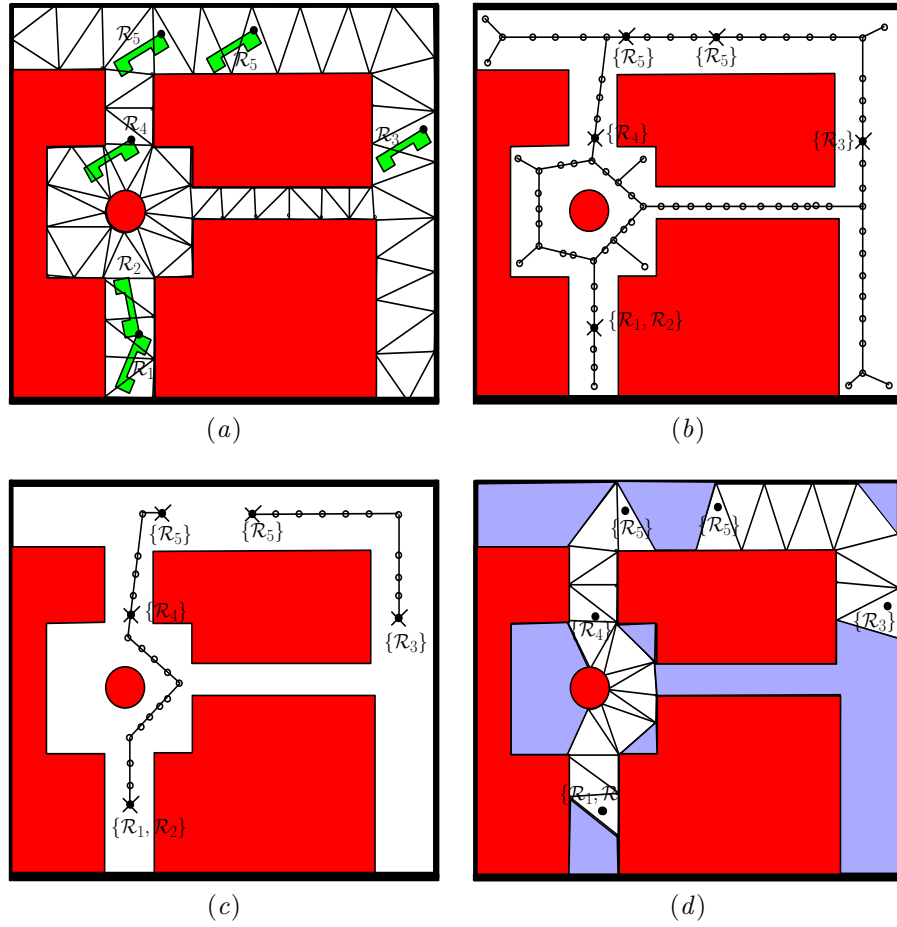 R₅
R₅
R₄
R₃
R₂
R₁
(a)
{R₅} {R₅}
{R₄}
{R₃}
{R₁, R₂}
(b)
{R₅} {R₅}
{R₄}
{R₃}
{R₁, R₂}
(c)
{R₅} {R₅}
{R₄}
{R₃}
{R₁, R
(d)